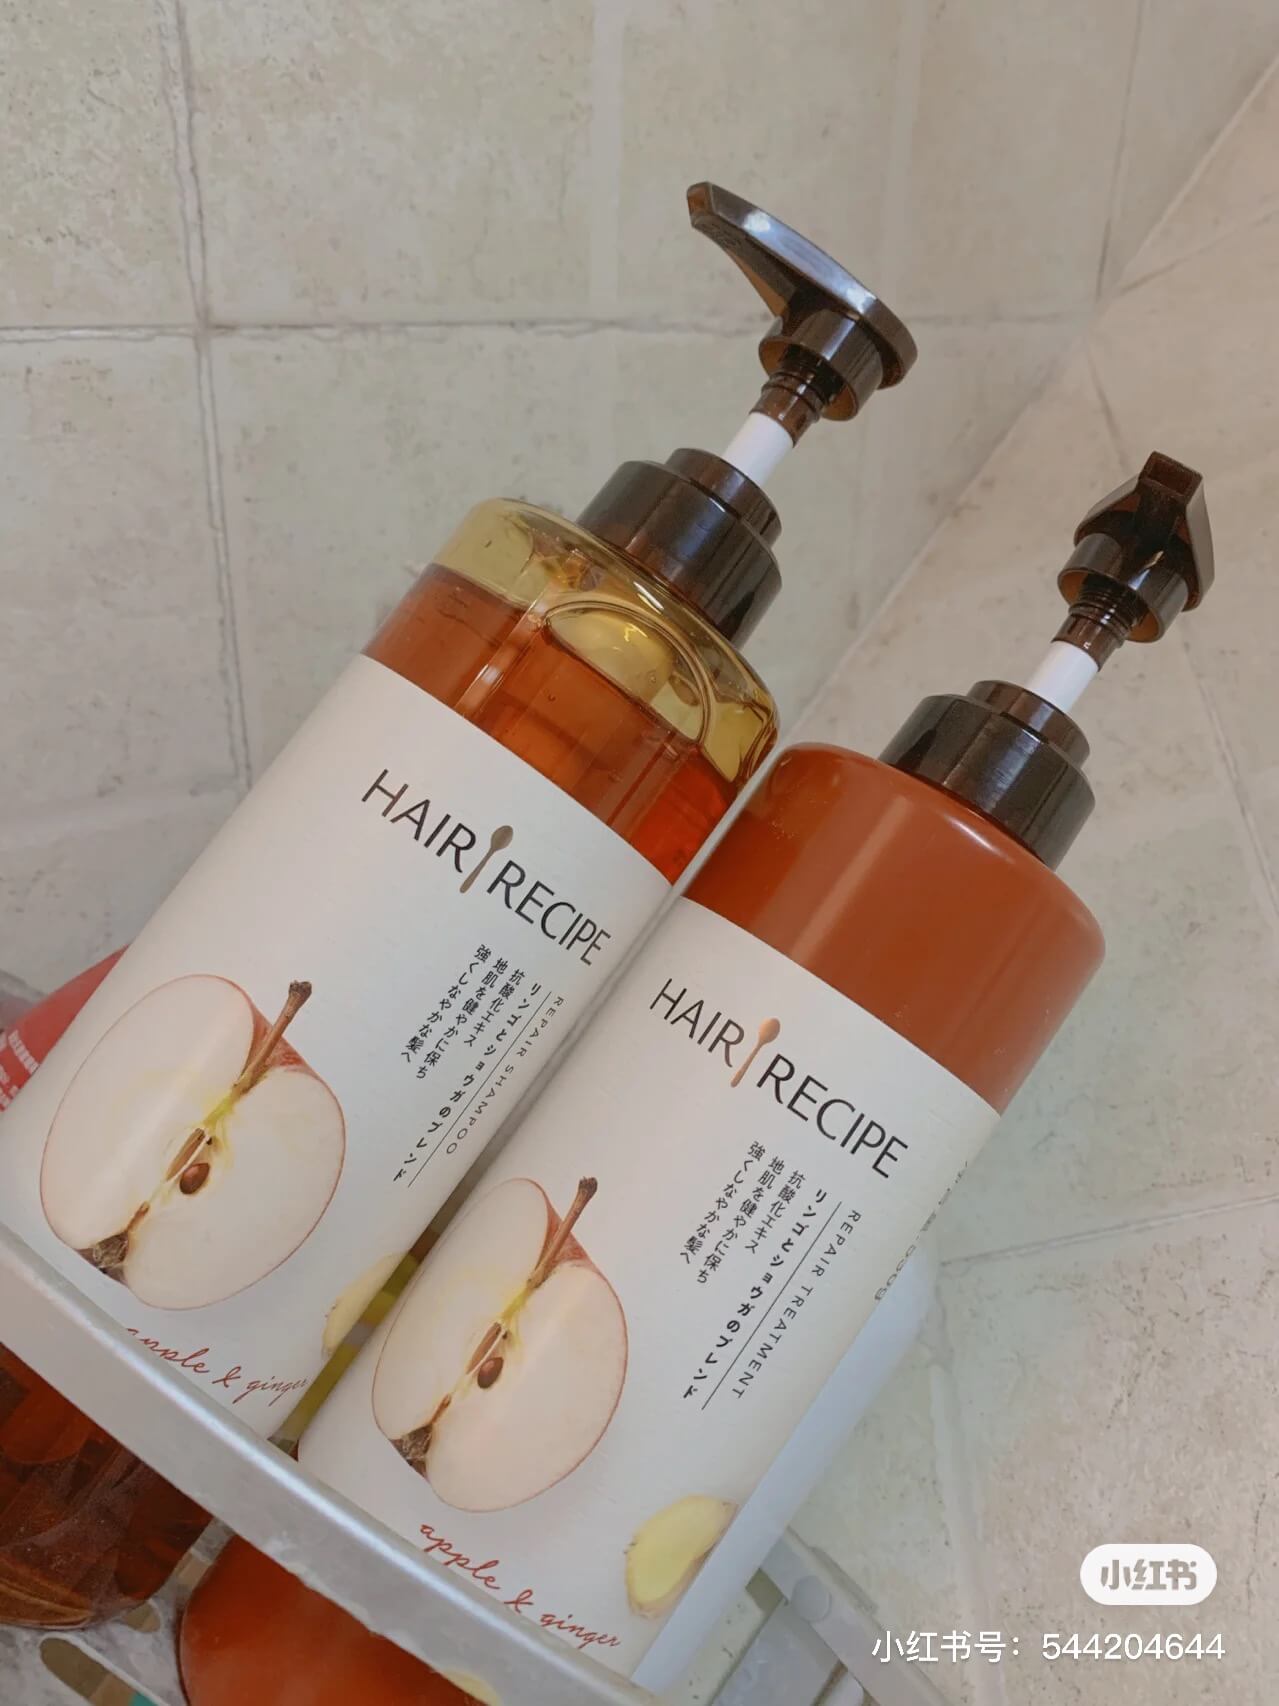 HAIR RECIPE
REPAIR SHAMPOO
リンゴとショウガのブレンド
抗酸化エキス
地肌を健やかに保ち
強くしなやかな髪へ
apple & ginger
HAIR RECIPE
REPAIR TREATMENT
リンゴとショウガのブレンド
抗酸化エキス
地肌を健やかに保ち
強くしなやかな髪へ
apple & ginger
小红书
小红书号：544204644